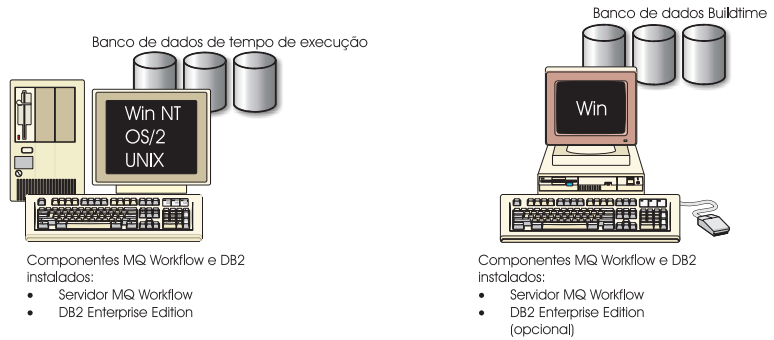 Banco de dados de tempo de execução
Win NT
OS/2
UNIX
Componentes MQ Workflow e DB2
instalados:
• Servidor MQ Workflow
• DB2 Enterprise Edition
Banco de dados Buildtime
Win
Componentes MQ Workflow e DB2
instalados:
• Servidor MQ Workflow
• DB2 Enterprise Edition
(opcional)